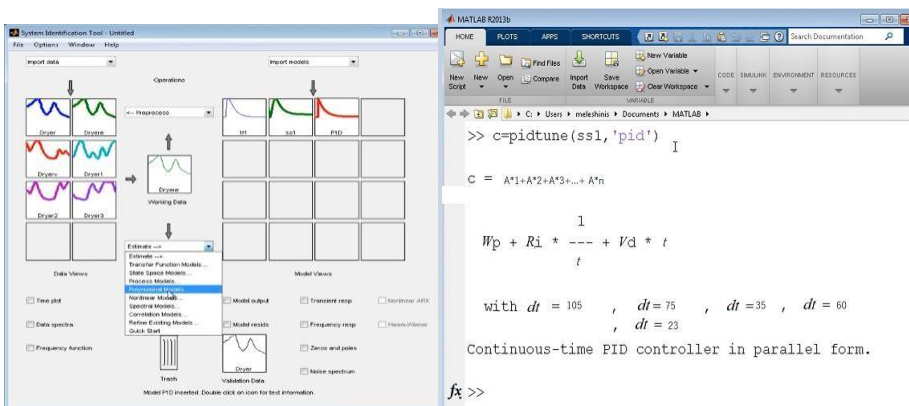 System Identification Tool - Untitled
File Options Window Help
Import data
Import models
Operations
<-- Preprocess
Dryer
Dryere
tf1
ss1
P1D
Dryerv
Dryer1
Dryere
Working Data
Dryer2
Dryer3
Estimate -->
Estimate -->
Transfer Function Models...
State Space Models...
Process Models...
Polynomial Models...
Nonlinear Models...
Spectral Models...
Correlation Models...
Refine Existing Models...
Quick Start
Data Views
Model Views
Time plot
Model output
Transient resp
Nonlinear ARX
Data spectra
Model resids
Frequency resp
Hamm-Wiener
Frequency function
Zeros and poles
Dryer
Noise spectrum
Trash
Validation Data
Model P1D inserted. Double click on icon for text information.
MATLAB R2013b
HOME PLOTS APPS SHORTCUTS
Search Documentation
New Script
New
Open
Find Files
Compare
Import Data
Save Workspace
New Variable
Open Variable
Clear Workspace
CODE SIMULINK ENVIRONMENT RESOURCES
FILE
VARIABLE
C: ▸ Users ▸ meleshinis ▸ Documents ▸ MATLAB ▸
>> c=pidtune(ss1,'pid')
c = A*1+A*2+A*3+...+ A*n
1
Wp + Ri * --- + Vd * t
t
with dt = 105 , dt= 75 , dt =35 , dt = 60
, dt = 23
Continuous-time PID controller in parallel form.
fx >>